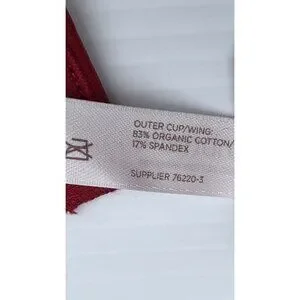 OUTER CUP/WING:
83% ORGANIC COTTON/
17% SPANDEX
SUPPLIER 76220-3